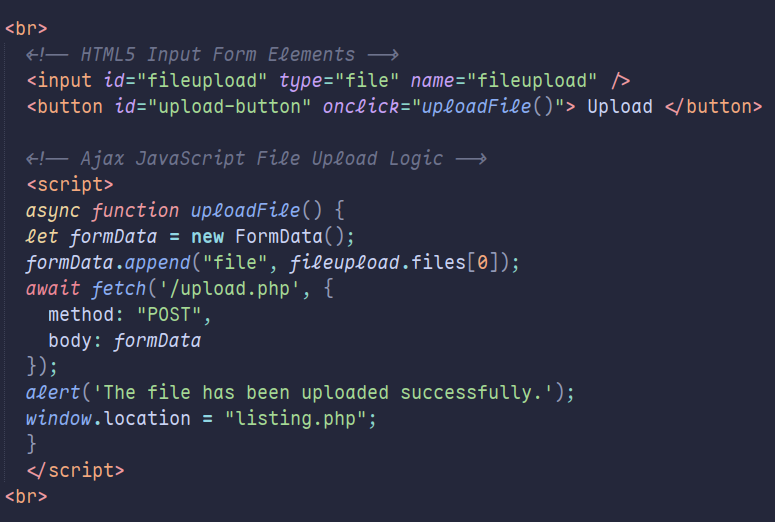 <br>
<!-- HTML5 Input Form Elements -->
<input id="fileupload" type="file" name="fileupload" />
<button id="upload-button" onclick="uploadFile()"> Upload </button>
<!-- Ajax JavaScript File Upload Logic -->
<script>
async function uploadFile() {
let formData = new FormData();
formData.append("file", fileupload.files[0]);
await fetch('/upload.php', {
method: "POST",
body: formData
});
alert('The file has been uploaded successfully.');
window.location = "listing.php";
}
</script>
<br>